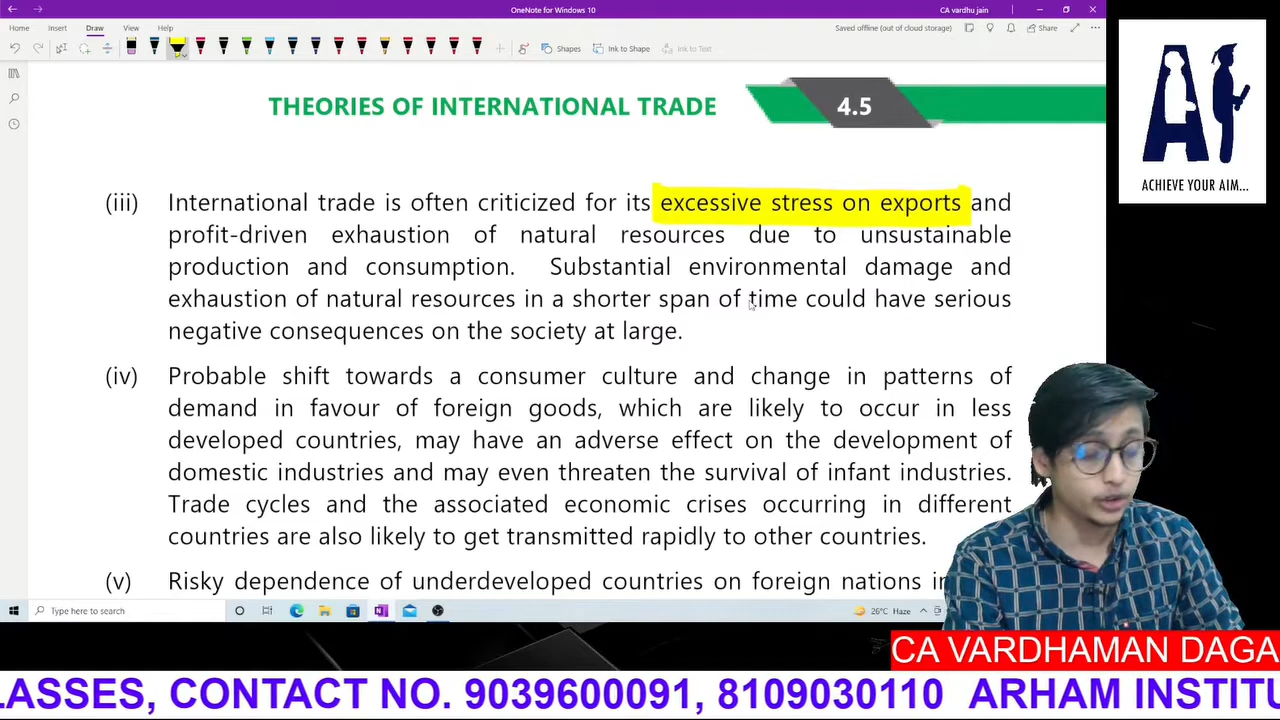 OneNote for Windows 10
CA vardhu jain
Home Insert Draw View Help
Saved offline (out of cloud storage)
Share
Shapes
Ink to Shape
Ink to Text
THEORIES OF INTERNATIONAL TRADE
4.5
(iii) International trade is often criticized for its excessive stress on exports and
profit-driven exhaustion of natural resources due to unsustainable
production and consumption. Substantial environmental damage and
exhaustion of natural resources in a shorter span of time could have serious
negative consequences on the society at large.
(iv) Probable shift towards a consumer culture and change in patterns of
demand in favour of foreign goods, which are likely to occur in less
developed countries, may have an adverse effect on the development of
domestic industries and may even threaten the survival of infant industries.
Trade cycles and the associated economic crises occurring in different
countries are also likely to get transmitted rapidly to other countries.
(v) Risky dependence of underdeveloped countries on foreign nations
Type here to search
26°C Haze
ACHIEVE YOUR AIM...
CA VARDHAMAN DAGA
LASSES, CONTACT NO. 9039600091, 8109030110 ARHAM INSTITU